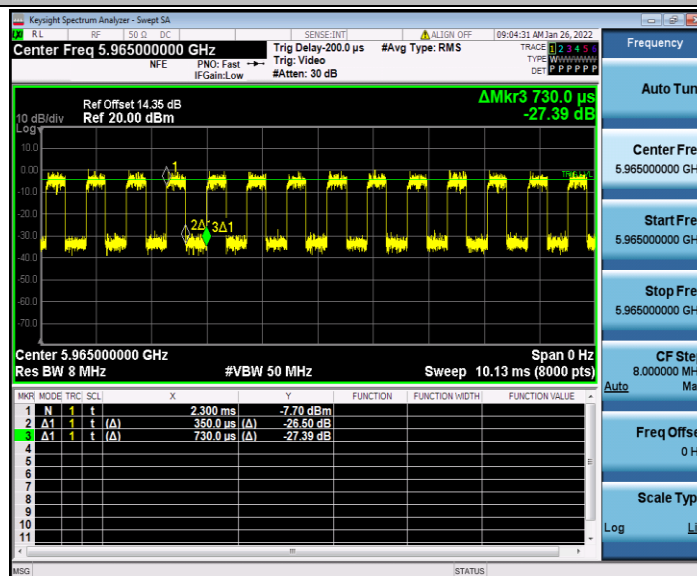 Keysight Spectrum Analyzer - Swept SA
RL RF 50 Ω DC SENSE:INT ALIGN OFF 09:04:31 AM Jan 26, 2022
Center Freq 5.965000000 GHz
NFE PNO: Fast IFGain:Low
Trig Delay-200.0 µs #Avg Type: RMS
Trig: Video
#Atten: 30 dB
TRACE 1 2 3 4 5 6
TYPE WWWWWW
DET P P P P P P
Ref Offset 14.35 dB
10 dB/div Ref 20.00 dBm
ΔMkr3 730.0 µs
-27.39 dB
Log
10.0
0.00
-10.0
-20.0
-30.0
-40.0
-50.0
-60.0
-70.0
1
2Δ1
3Δ1
Center 5.965000000 GHz Span 0 Hz
Res BW 8 MHz #VBW 50 MHz Sweep 10.13 ms (8000 pts)
MKR MODE TRC SCL X Y FUNCTION FUNCTION WIDTH FUNCTION VALUE
1 N 1 t 2.300 ms -7.70 dBm
2 Δ1 1 t (Δ) 350.0 µs (Δ) -26.50 dB
3 Δ1 1 t (Δ) 730.0 µs (Δ) -27.39 dB
4
5
6
7
8
9
10
11
MSG STATUS
Frequency
Auto Tun
Center Fre
5.965000000 GH
Start Fre
5.965000000 GH
Stop Fre
5.965000000 GH
CF Ste
8.000000 MH
Auto Ma
Freq Offse
0 H
Scale Typ
Log Li